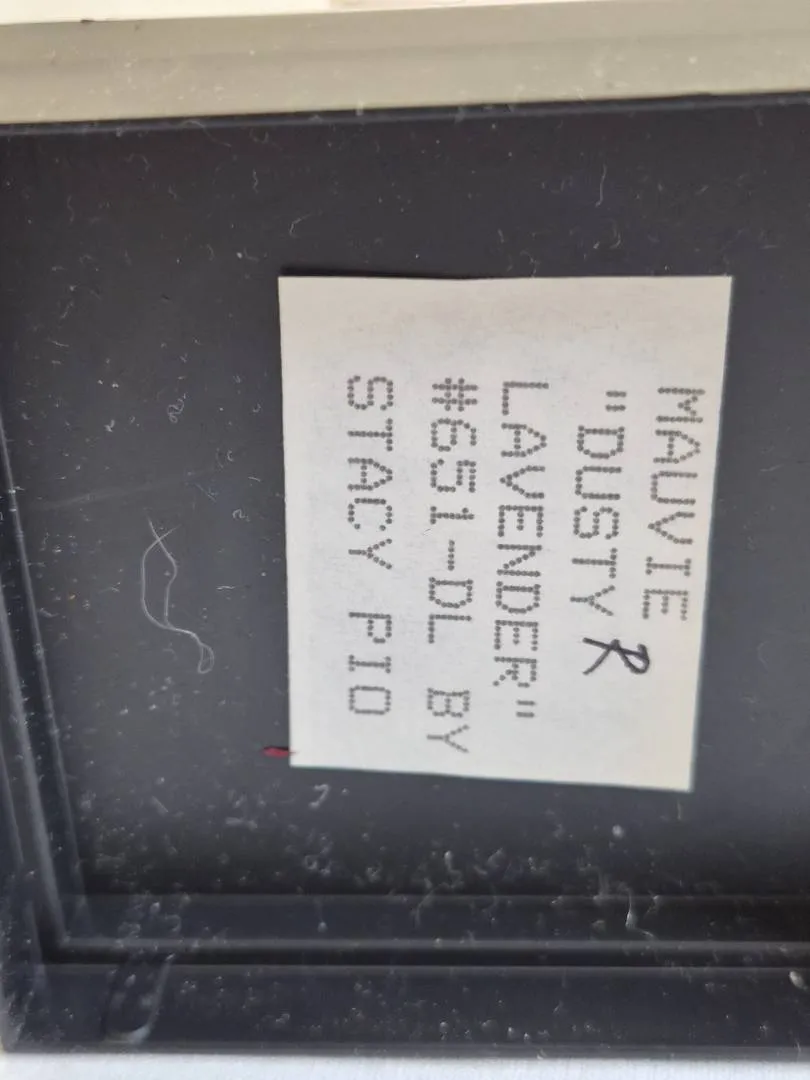 MAUVIE
"DUSTY R
LAVENDER"
#651-DL BY
STACY PIO